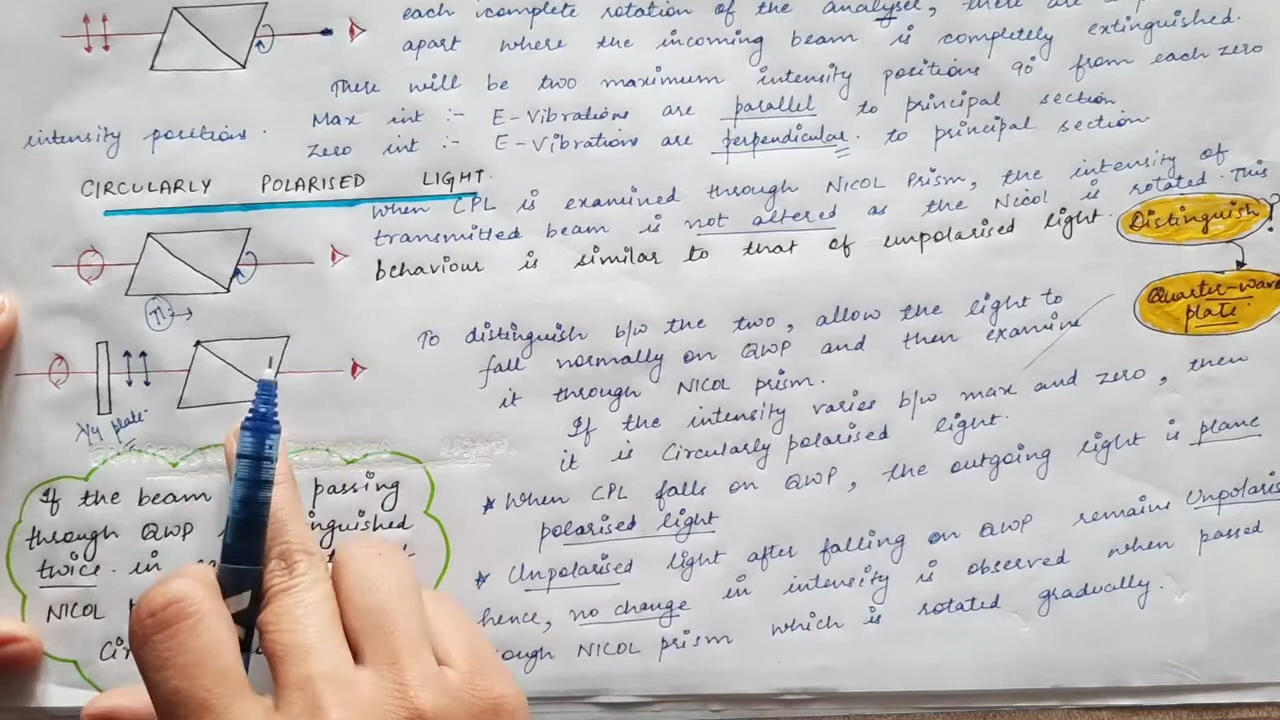 each complete rotation of the analyser, there are
apart where the incoming beam is completely extinguished.
There will be two maximum intensity positions 90° from each zero
intensity positions.
Max int :- E-Vibrations are parallel to principal section
Zero int :- E-Vibrations are perpendicular. to principal section
CIRCULARLY POLARISED LIGHT.
When CPL is examined through NICOL Prism, the intensity of
transmitted beam is not altered as the Nicol is rotated. This
behaviour is similar to that of unpolarised light.
Distinguish?
Quarter-wave
plate.
To distinguish b/w the two, allow the light to
fall normally on QWP and then examine
it through NICOL prism.
If the intensity varies b/w max and zero, then
it is Circularly polarised light.
λ/4 plate.
* When CPL falls on QWP, the outgoing light is plane
polarised light
* Unpolarised light after falling on QWP remains Unpolaris
hence, no change in intensity is observed when passed
ough NICOL prism which is rotated gradually.
If the beam passing
through QWP inguished
twice in
NICOL
Cir